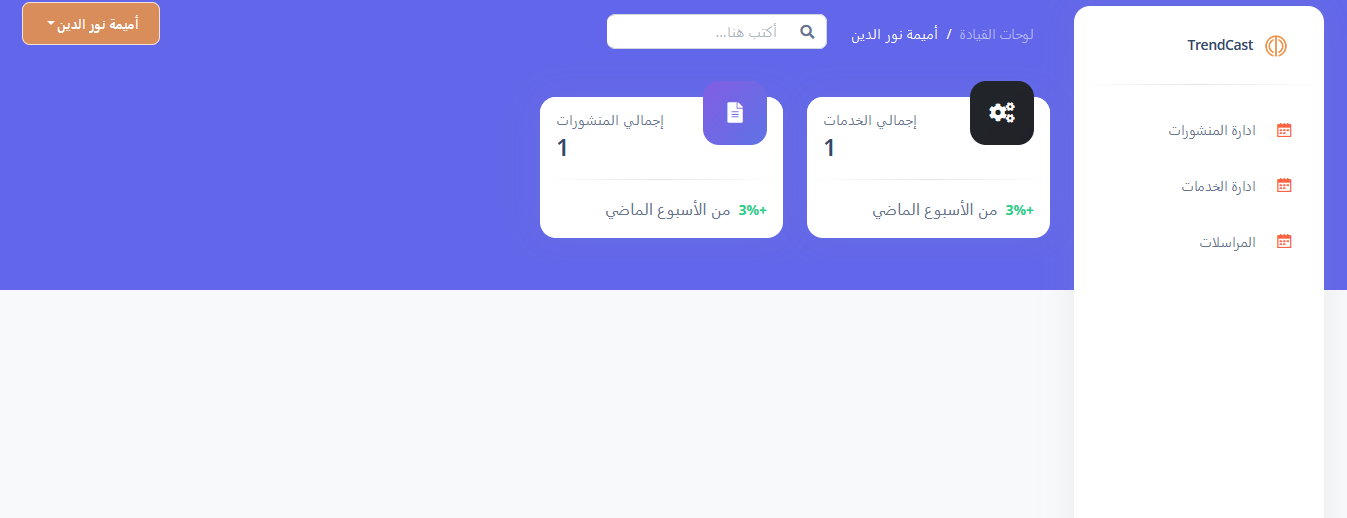 TrendCast
ادارة المنشورات
ادارة الخدمات
المراسلات
لوحات القيادة / أميمة نور الدين
أكتب هنا...
أميمة نور الدين
إجمالي الخدمات
1
+3% من الأسبوع الماضي
إجمالي المنشورات
1
+3% من الأسبوع الماضي